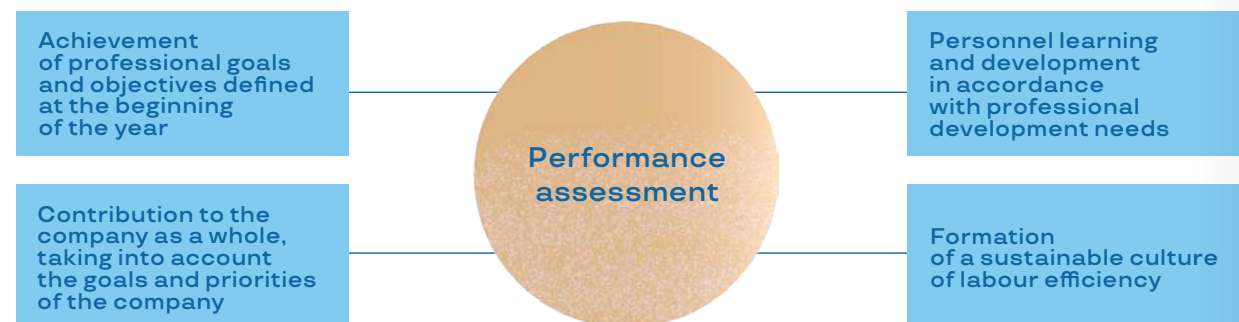 Achievement
of professional goals
and objectives defined
at the beginning
of the year
Contribution to the
company as a whole,
taking into account
the goals and priorities
of the company
Performance
assessment
Personnel learning
and development
in accordance
with professional
development needs
Formation
of a sustainable culture
of labour efficiency